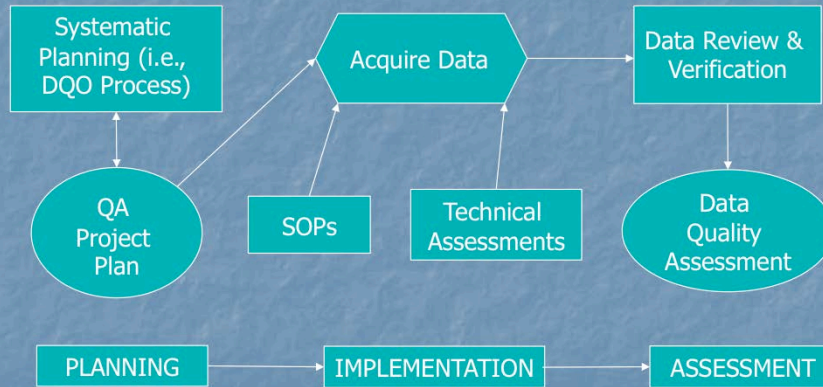 Systematic
Planning (i.e.,
DQO Process)
Acquire Data
Data Review &
Verification
QA
Project
Plan
SOPs
Technical
Assessments
Data
Quality
Assessment
PLANNING
IMPLEMENTATION
ASSESSMENT